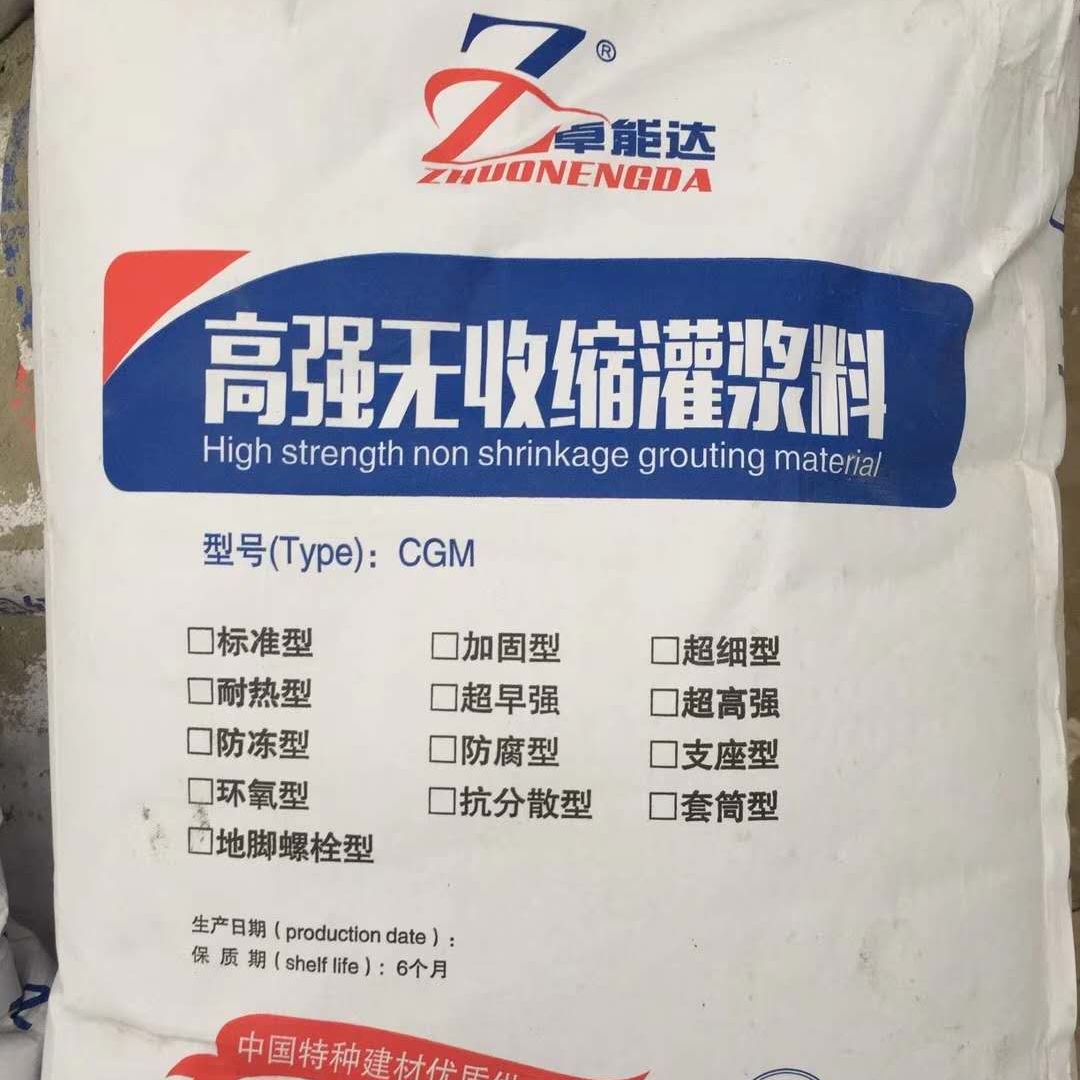 Z®
卓能达
ZHUONENGDA
高强无收缩灌浆料
High strength non shrinkage grouting material
型号(Type)：CGM
□标准型 □加固型 □超细型
□耐热型 □超早强 □超高强
□防冻型 □防腐型 □支座型
□环氧型 □抗分散型 □套筒型
□地脚螺栓型
生产日期（production date）：
保 质 期（shelf life）：6个月
中国特种建材优质供